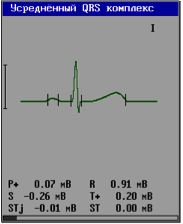 Усредненный QRS комплекс
I
P+ 0.07 мВ R 0.91 мВ
S -0.26 мВ T+ 0.20 мВ
STj -0.01 мВ ST 0.00 мВ